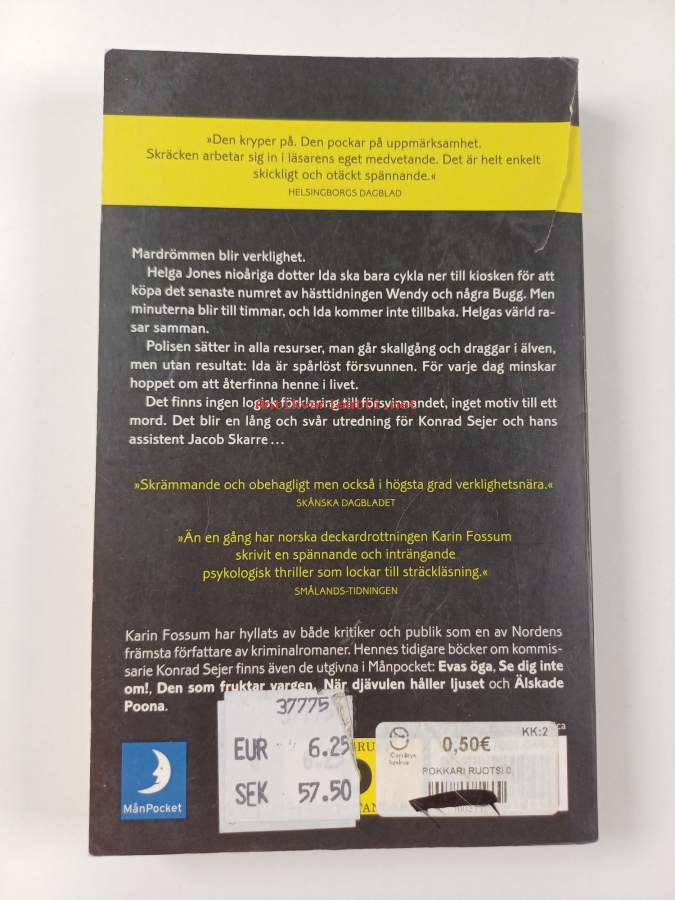 »Den kryper på. Den pockar på uppmärksamhet.
Skräcken arbetar sig in i läsarens eget medvetande. Det är helt enkelt
skickligt och otäckt spännande.«
HELSINGBORGS DAGBLAD
Mardrömmen blir verklighet.
Helga Jones nioåriga dotter Ida ska bara cykla ner till kiosken för att
köpa det senaste numret av hästtidningen Wendy och några Bugg. Men
minuterna blir till timmar, och Ida kommer inte tillbaka. Helgas värld ra-
sar samman.
Polisen sätter in alla resurser, man går skallgång och draggar i älven,
men utan resultat: Ida är spårlöst försvunnen. För varje dag minskar
hoppet om att återfinna henne i livet.
Det finns ingen logisk förklaring till försvinnandet, inget motiv till ett
mord. Det blir en lång och svår utredning för Konrad Sejer och hans
assistent Jacob Skarre...
»Skrämmande och obehagligt men också i högsta grad verklighetsnära.«
SKÅNSKA DAGBLADET
»Än en gång har norska deckardrottningen Karin Fossum
skrivit en spännande och inträngande
psykologisk thriller som lockar till sträckläsning.«
SMÅLANDS-TIDNINGEN
Karin Fossum har hyllats av både kritiker och publik som en av Nordens
främsta författare av kriminalromaner. Hennes tidigare böcker om kommis-
sarie Konrad Sejer finns även de utgivna i Månpocket: Evas öga, Se dig inte
om!, Den som fruktar vargen, När djävulen håller ljuset och Älskade
Poona.
MånPocket
37775
EUR 6.25
SEK 57.50
KK:2
0,50€
POKKARI RUOTSI 0